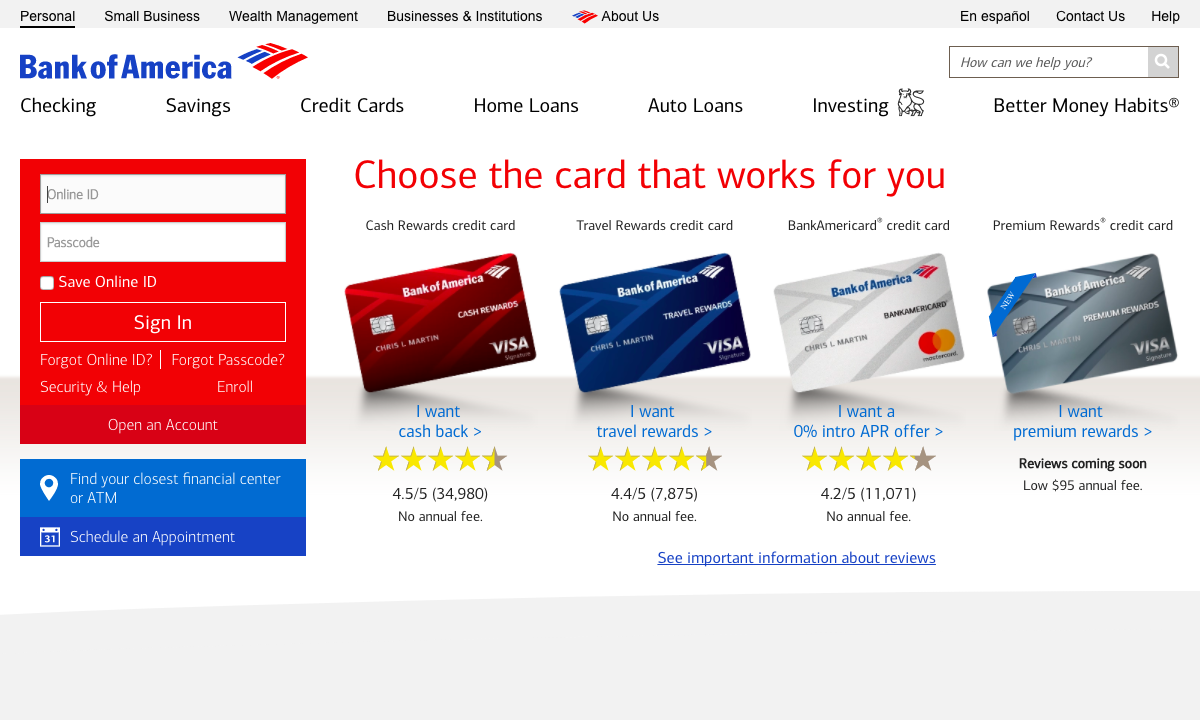 Personal Small Business Wealth Management Businesses & Institutions About Us En español Contact Us Help
Bank of America
How can we help you?
Checking Savings Credit Cards Home Loans Auto Loans Investing Better Money Habits®
Online ID
Passcode
Save Online ID
Sign In
Forgot Online ID? Forgot Passcode?
Security & Help Enroll
Open an Account
31
Find your closest financial center
or ATM
Schedule an Appointment
Choose the card that works for you
Cash Rewards credit card
Bank of America
CASH REWARDS
CHRIS L MARTIN
VISA
Signature
I want
cash back >
4.5/5 (34,980)
No annual fee.
Travel Rewards credit card
Bank of America
TRAVEL REWARDS
CHRIS L MARTIN
VISA
Signature
I want
travel rewards >
4.4/5 (7,875)
No annual fee.
BankAmericard® credit card
Bank of America
BANKAMERICARD
CHRIS L MARTIN
mastercard
I want a
0% intro APR offer >
4.2/5 (11,071)
No annual fee.
Premium Rewards® credit card
NEW
Bank of America
PREMIUM REWARDS
CHRIS L MARTIN
VISA
Signature
I want
premium rewards >
Reviews coming soon
Low $95 annual fee.
See important information about reviews